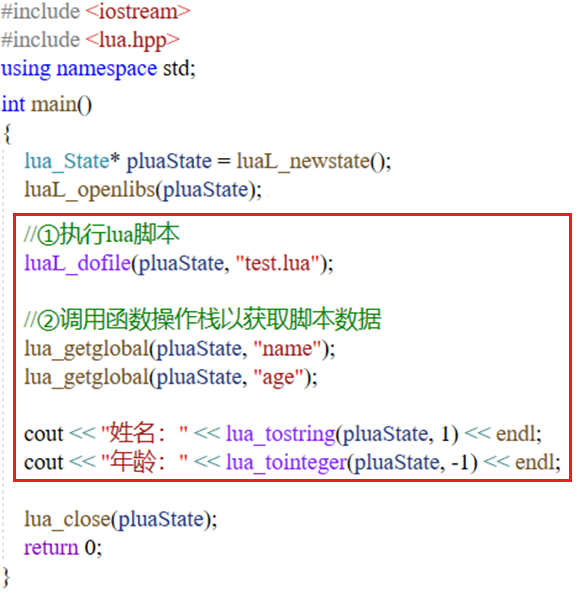 #include <iostream>
#include <lua.hpp>
using namespace std;
int main()
{
lua_State* pluaState = luaL_newstate();
luaL_openlibs(pluaState);
//①执行lua脚本
luaL_dofile(pluaState, "test.lua");
//②调用函数操作栈以获取脚本数据
lua_getglobal(pluaState, "name");
lua_getglobal(pluaState, "age");
cout << "姓名：" << lua_tostring(pluaState, 1) << endl;
cout << "年龄：" << lua_tointeger(pluaState, -1) << endl;
lua_close(pluaState);
return 0;
}